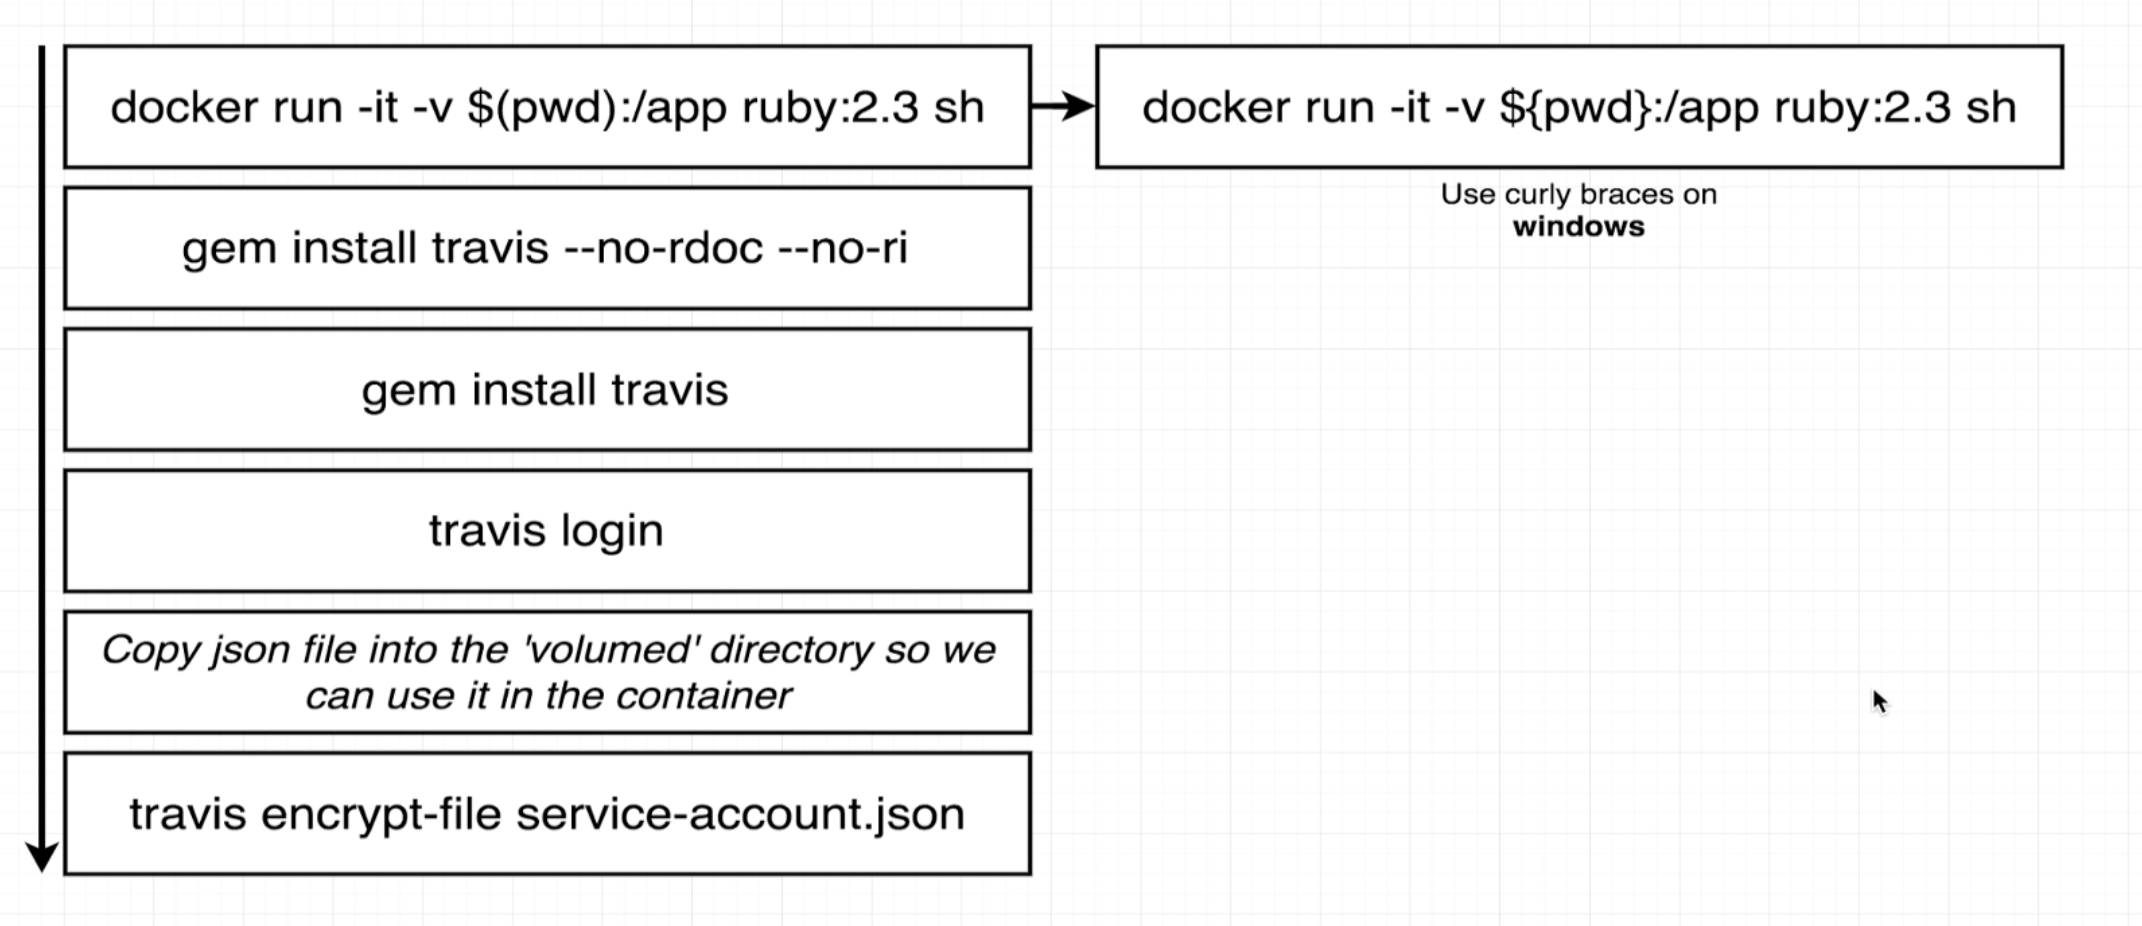 docker run -it -v $(pwd):/app ruby:2.3 sh
docker run -it -v ${pwd}:/app ruby:2.3 sh
Use curly braces on
windows
gem install travis --no-rdoc --no-ri
gem install travis
travis login
Copy json file into the 'volumed' directory so we
can use it in the container
travis encrypt-file service-account.json